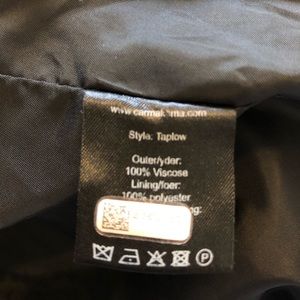 www.carmakoma.com
Style: Taplow
Outer/yder:
100% Viscose
Lining/foer:
100% polyester
P